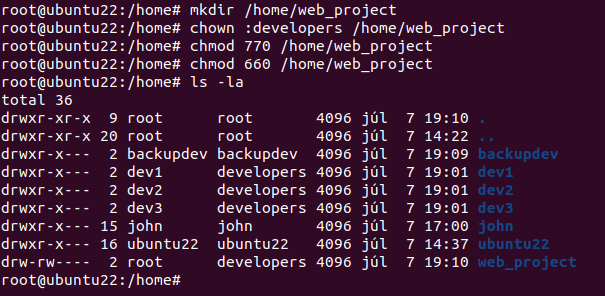 root@ubuntu22:/home# mkdir /home/web_project
root@ubuntu22:/home# chown :developers /home/web_project
root@ubuntu22:/home# chmod 770 /home/web_project
root@ubuntu22:/home# chmod 660 /home/web_project
root@ubuntu22:/home# ls -la
total 36
drwxr-xr-x  9 root      root       4096 júl  7 19:10 .
drwxr-xr-x 20 root      root       4096 júl  7 14:22 ..
drwxr-x---  2 backupdev backupdev  4096 júl  7 19:09 backupdev
drwxr-x---  2 dev1      developers 4096 júl  7 19:01 dev1
drwxr-x---  2 dev2      developers 4096 júl  7 19:01 dev2
drwxr-x---  2 dev3      developers 4096 júl  7 19:01 dev3
drwxr-x--- 15 john      john       4096 júl  7 17:00 john
drwxr-x--- 16 ubuntu22  ubuntu22   4096 júl  7 14:37 ubuntu22
drw-rw----  2 root      developers 4096 júl  7 19:10 web_project
root@ubuntu22:/home#